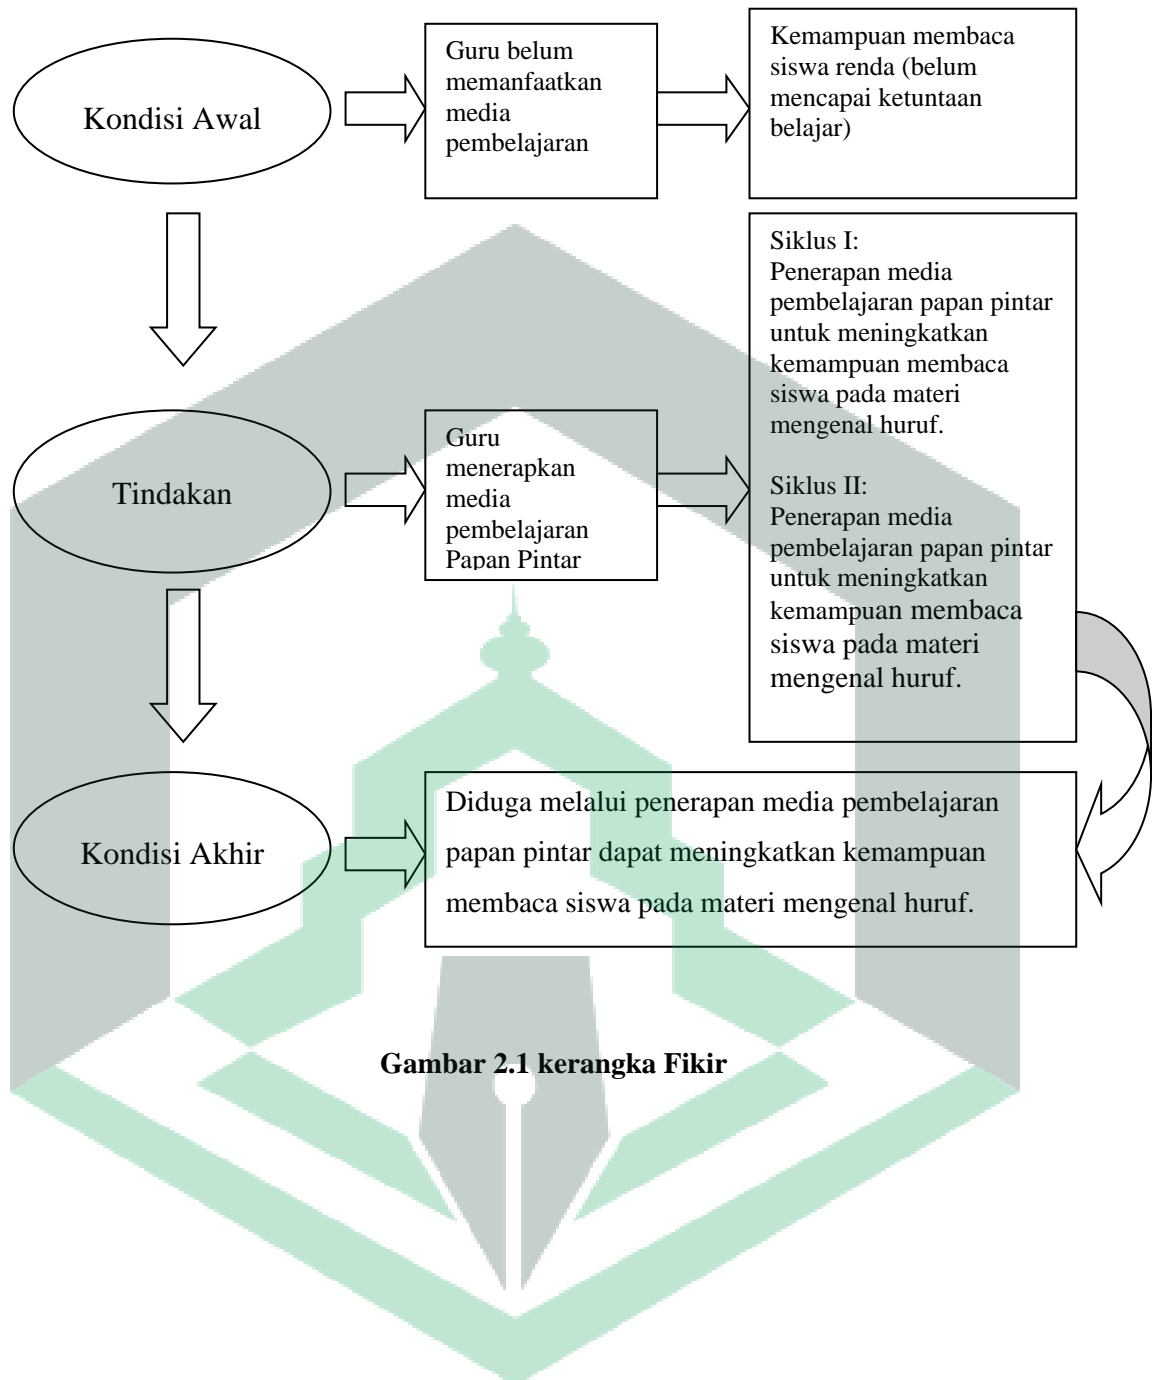 Kondisi Awal
Guru belum
memanfaatkan
media
pembelajaran
Kemampuan membaca
siswa renda (belum
mencapai ketuntaan
belajar)
Tindakan
Guru
menerapkan
media
pembelajaran
Papan Pintar
Siklus I:
Penerapan media
pembelajaran papan pintar
untuk meningkatkan
kemampuan membaca
siswa pada materi
mengenal huruf.
Siklus II:
Penerapan media
pembelajaran papan pintar
untuk meningkatkan
kemampuan membaca
siswa pada materi
mengenal huruf.
Kondisi Akhir
Diduga melalui penerapan media pembelajaran
papan pintar dapat meningkatkan kemampuan
membaca siswa pada materi mengenal huruf.
Gambar 2.1 kerangka Fikir